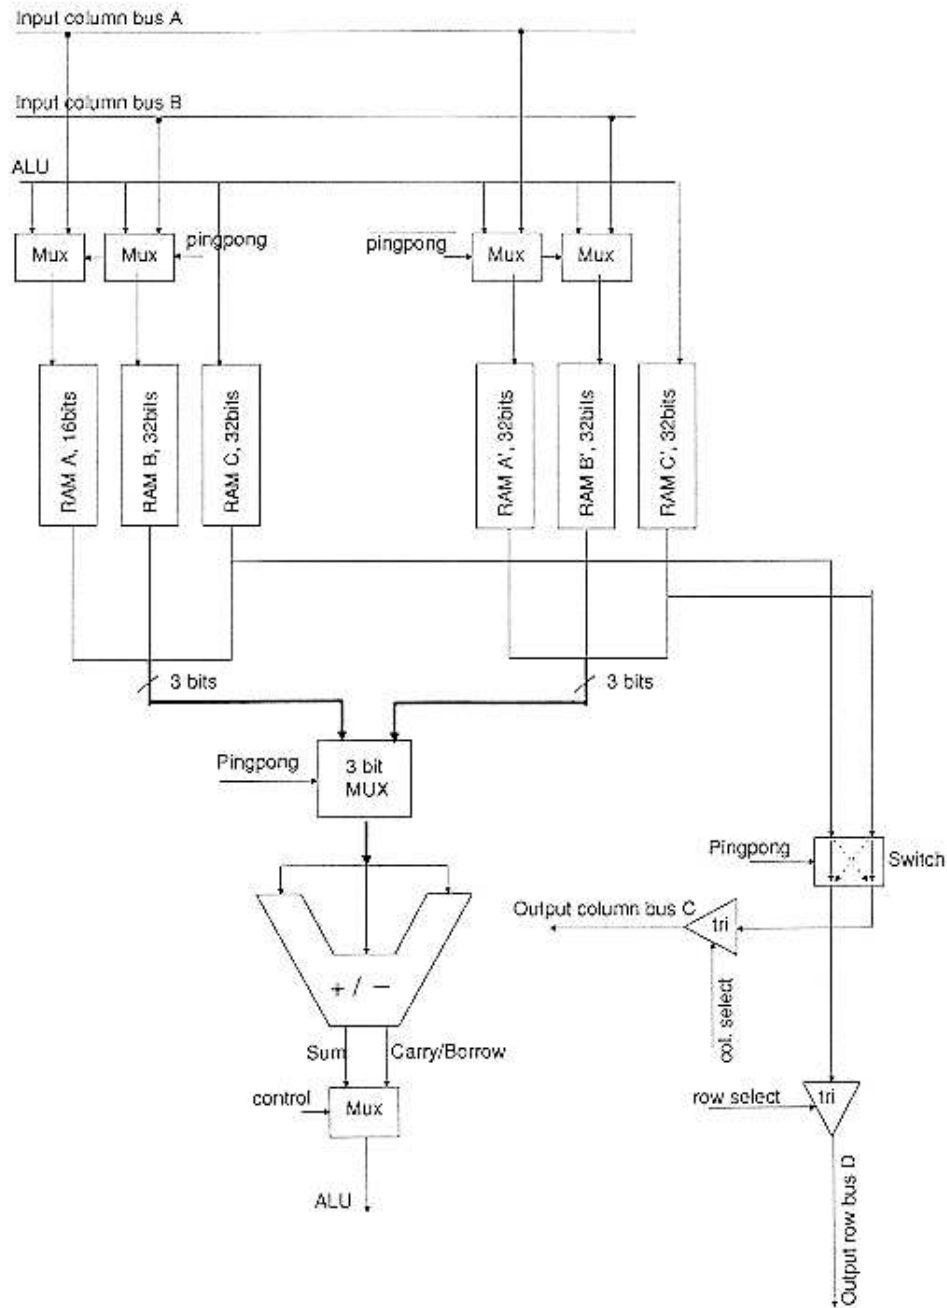 Input column bus A
Input column bus B
ALU
Mux
Mux
pingpong
pingpong
Mux
Mux
RAM A, 16bits
RAM B, 32bits
RAM C, 32bits
RAM A', 32bits
RAM B', 32bits
RAM C', 32bits
3 bits
3 bits
Pingpong
3 bit
MUX
Pingpong
Switch
Output column bus C
tri
col. select
+ / −
Sum
Carry/Borrow
control
Mux
row select
tri
ALU
Output row bus D